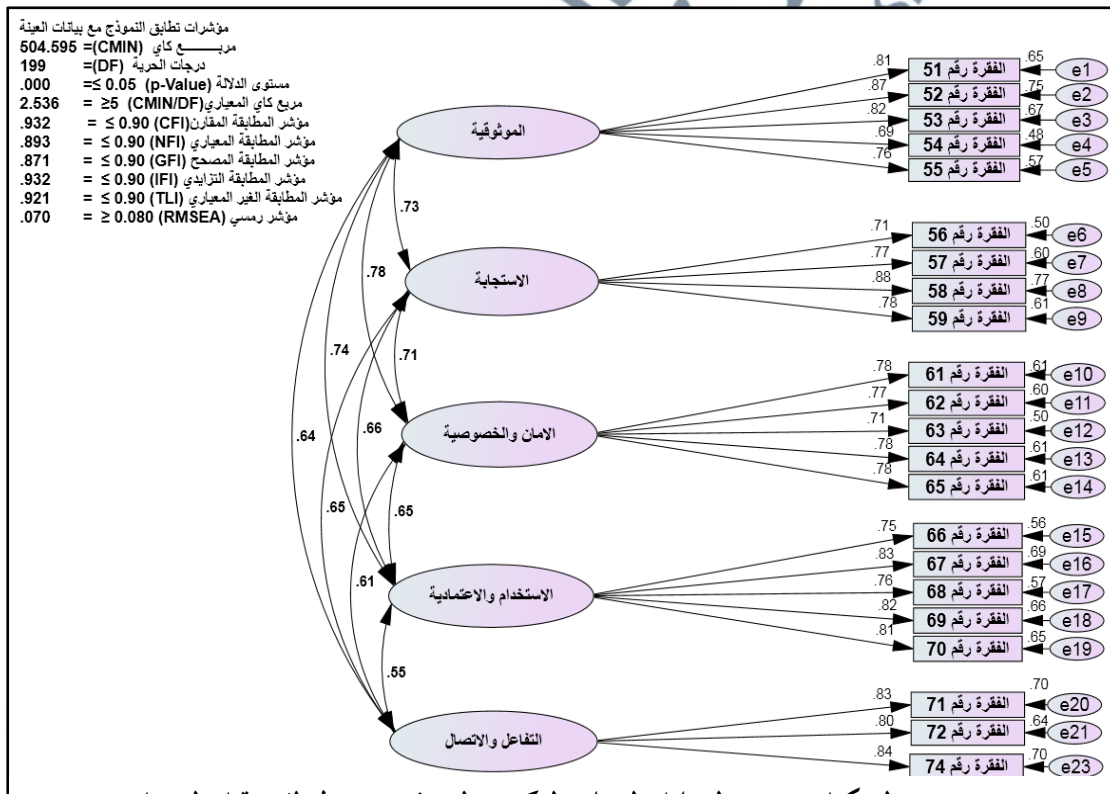 مؤشرات تطابق النموذج مع بيانات العينة
مربــــــع كاي (CMIN)= 504.595
درجات الحرية (DF)= 199
مستوى الدلالة (p-Value) 0.05 ≥= .000
مربع كاي المعياري(CMIN/DF) 5≤ = 2.536
مؤشر المطابقة المقارن(CFI) 0.90 ≥ = .932
مؤشر المطابقة المعياري (NFI) 0.90 ≥ = .893
مؤشر المطابقة المصحح (GFI) 0.90 ≥ = .871
مؤشر المطابقة التزايدي (IFI) 0.90 ≥ = .932
مؤشر المطابقة الغير المعياري (TLI) 0.90 ≥ = .921
مؤشر رمسي (RMSEA) 0.080 ≤ = .070
الموثوقية
.81 الفقرة رقم 51 .65 e1
.87 الفقرة رقم 52 .75 e2
.82 الفقرة رقم 53 .67 e3
.69 الفقرة رقم 54 .48 e4
.76 الفقرة رقم 55 .57 e5
.73
الاستجابة
.71 الفقرة رقم 56 .50 e6
.77 الفقرة رقم 57 .60 e7
.88 الفقرة رقم 58 .77 e8
.78 الفقرة رقم 59 .61 e9
.78
.74
.71
.64
.66
الامان والخصوصية
.78 الفقرة رقم 61 .61 e10
.77 الفقرة رقم 62 .60 e11
.71 الفقرة رقم 63 .50 e12
.78 الفقرة رقم 64 .61 e13
.78 الفقرة رقم 65 .61 e14
.65
.65
.61
الاستخدام والاعتمادية
.75 الفقرة رقم 66 .56 e15
.83 الفقرة رقم 67 .69 e16
.76 الفقرة رقم 68 .57 e17
.82 الفقرة رقم 69 .66 e18
.81 الفقرة رقم 70 .65 e19
.55
التفاعل والاتصال
.83 الفقرة رقم 71 .70 e20
.80 الفقرة رقم 72 .64 e21
.84 الفقرة رقم 74 .70 e23